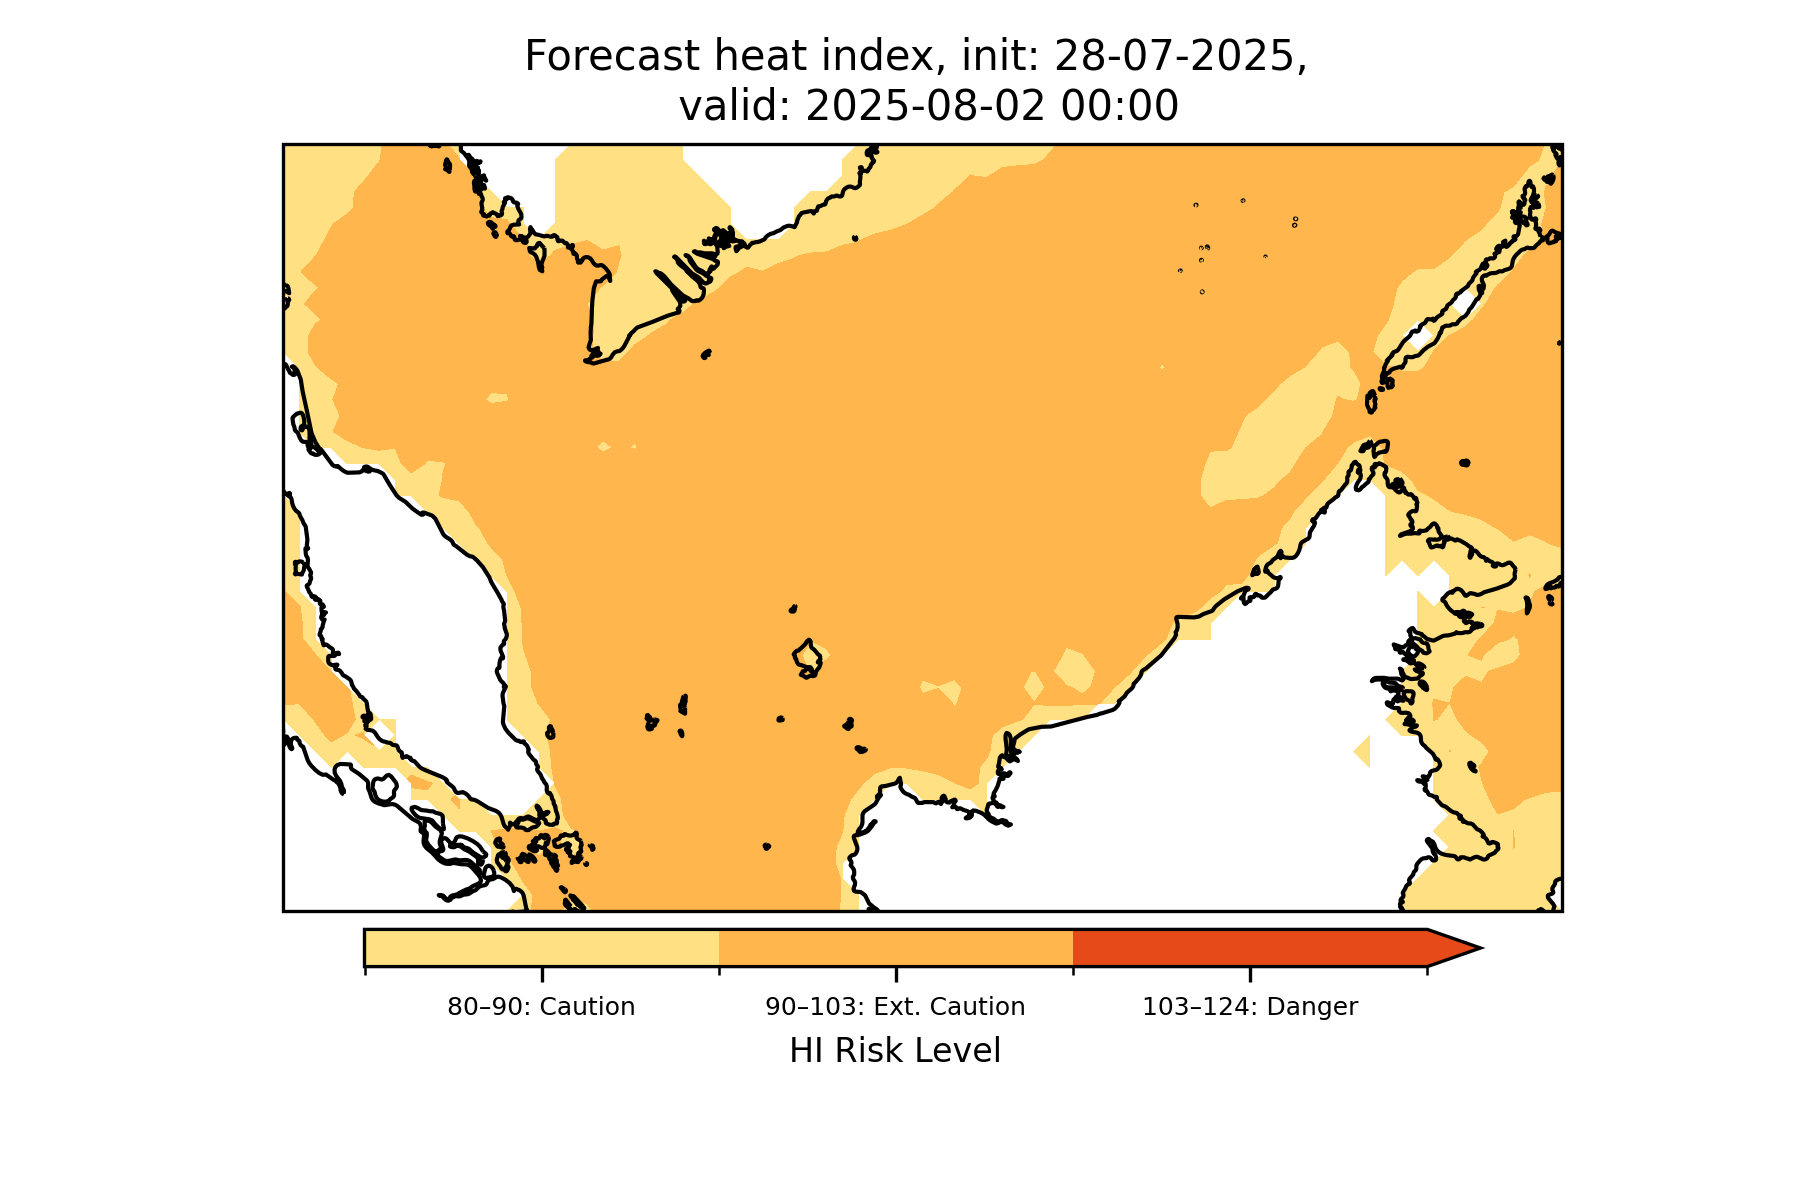 Forecast heat index, init: 28-07-2025,
valid: 2025-08-02 00:00
80–90: Caution
90–103: Ext. Caution
103–124: Danger
HI Risk Level